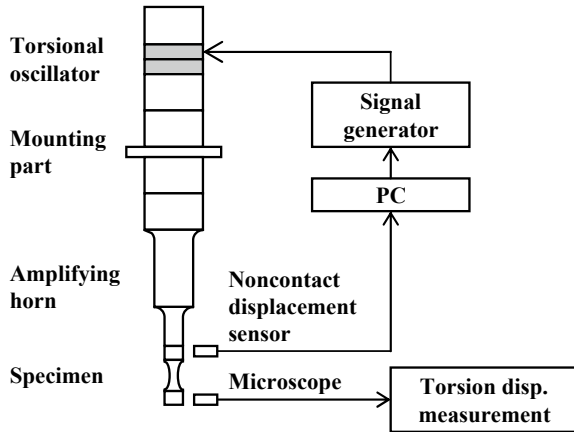 Torsional
oscillator
Signal
generator
Mounting
part
PC
Amplifying
horn
Noncontact
displacement
sensor
Specimen
Microscope
Torsion disp.
measurement